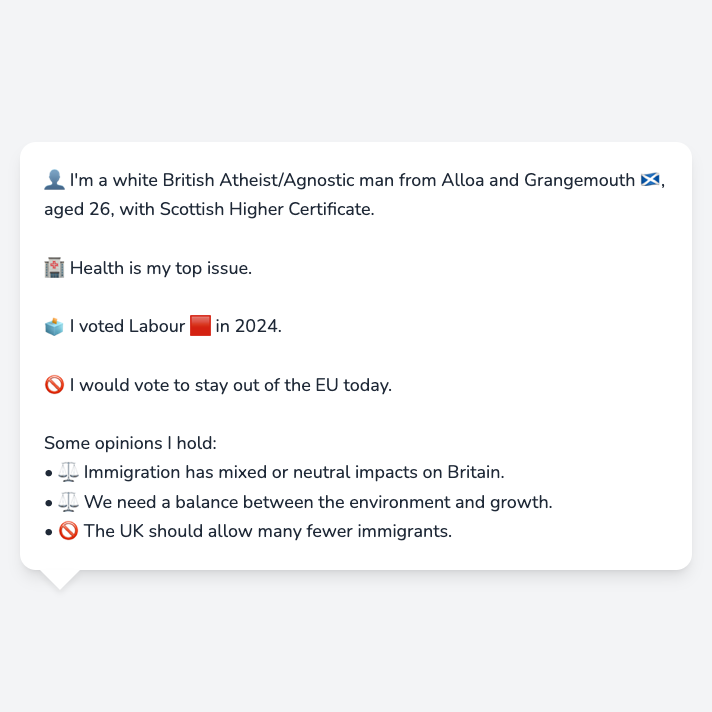 👤 I'm a white British Atheist/Agnostic man from Alloa and Grangemouth 🏴󠁧󠁢󠁳󠁣󠁴󠁿,
aged 26, with Scottish Higher Certificate.
🏥 Health is my top issue.
🗳️ I voted Labour 🟥 in 2024.
🚫 I would vote to stay out of the EU today.
Some opinions I hold:
• ⚖️ Immigration has mixed or neutral impacts on Britain.
• ⚖️ We need a balance between the environment and growth.
• 🚫 The UK should allow many fewer immigrants.